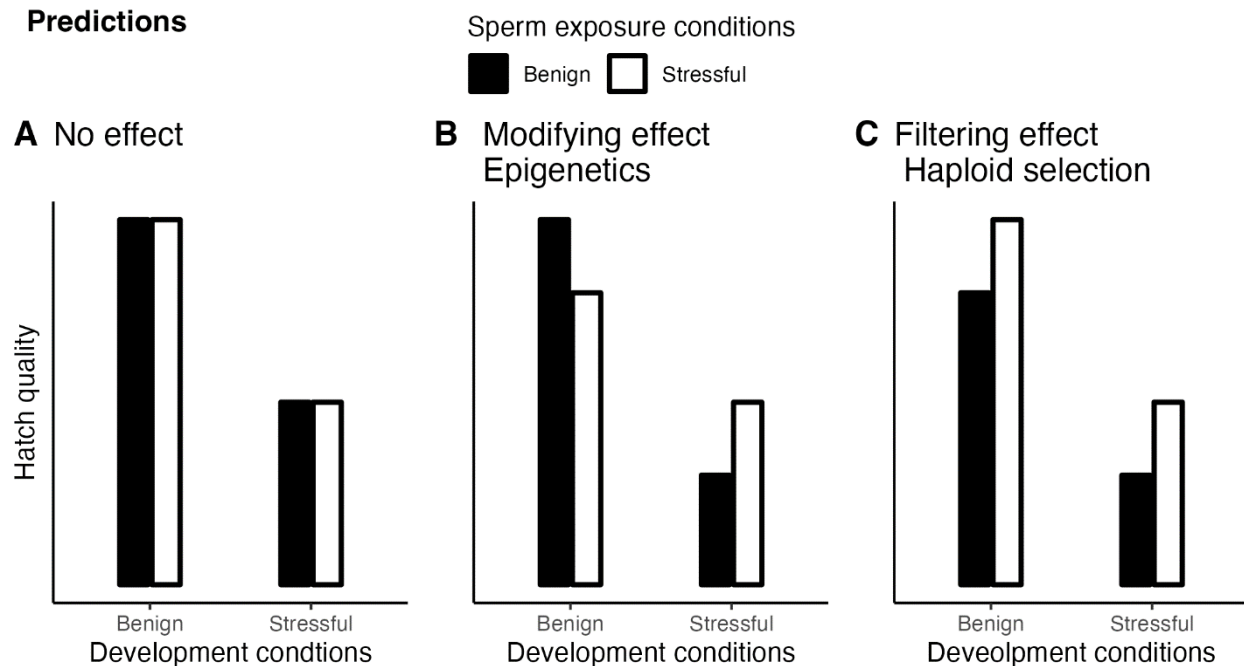 Predictions
Sperm exposure conditions
Benign Stressful
A No effect
B Modifying effect
Epigenetics
C Filtering effect
Haploid selection
Hatch quality
Benign Stressful
Development condtions
Benign Stressful
Development conditions
Benign Stressful
Deveolpment conditions